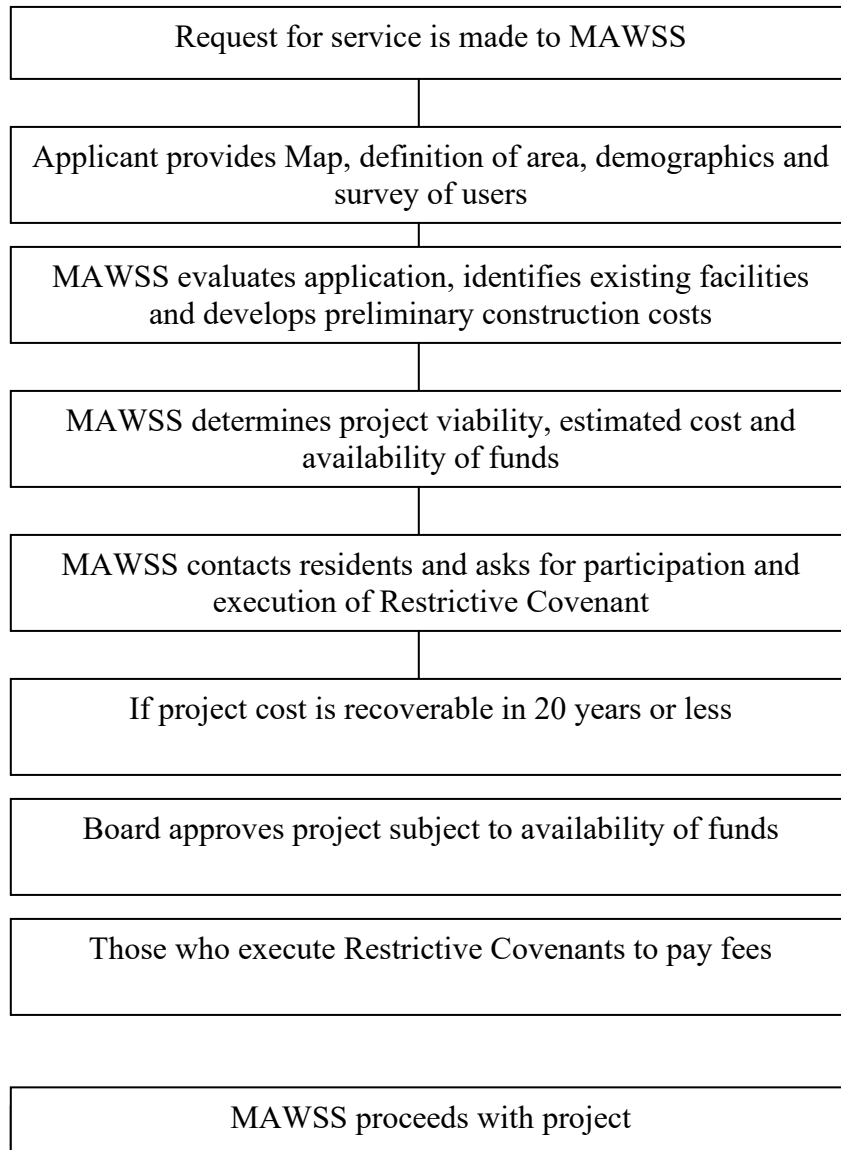 Request for service is made to MAWSS
Applicant provides Map, definition of area, demographics and
survey of users
MAWSS evaluates application, identifies existing facilities
and develops preliminary construction costs
MAWSS determines project viability, estimated cost and
availability of funds
MAWSS contacts residents and asks for participation and
execution of Restrictive Covenant
If project cost is recoverable in 20 years or less
Board approves project subject to availability of funds
Those who execute Restrictive Covenants to pay fees
MAWSS proceeds with project